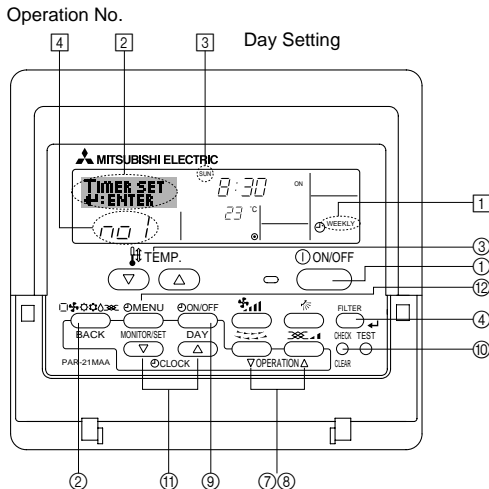 Operation No.
4 2 3 Day Setting
MITSUBISHI ELECTRIC
SUN
TIMER SET 8:30 ON
↵:ENTER
23 °C
no 1 WEEKLY 1
TEMP. ON/OFF ③
①
⑫
MENU ON/OFF FILTER
④
BACK MONITOR/SET DAY CHECK TEST
⑩
PAR-21MAA CLOCK ▽OPERATION△ CLEAR
② ⑪ ⑨ ⑦⑧